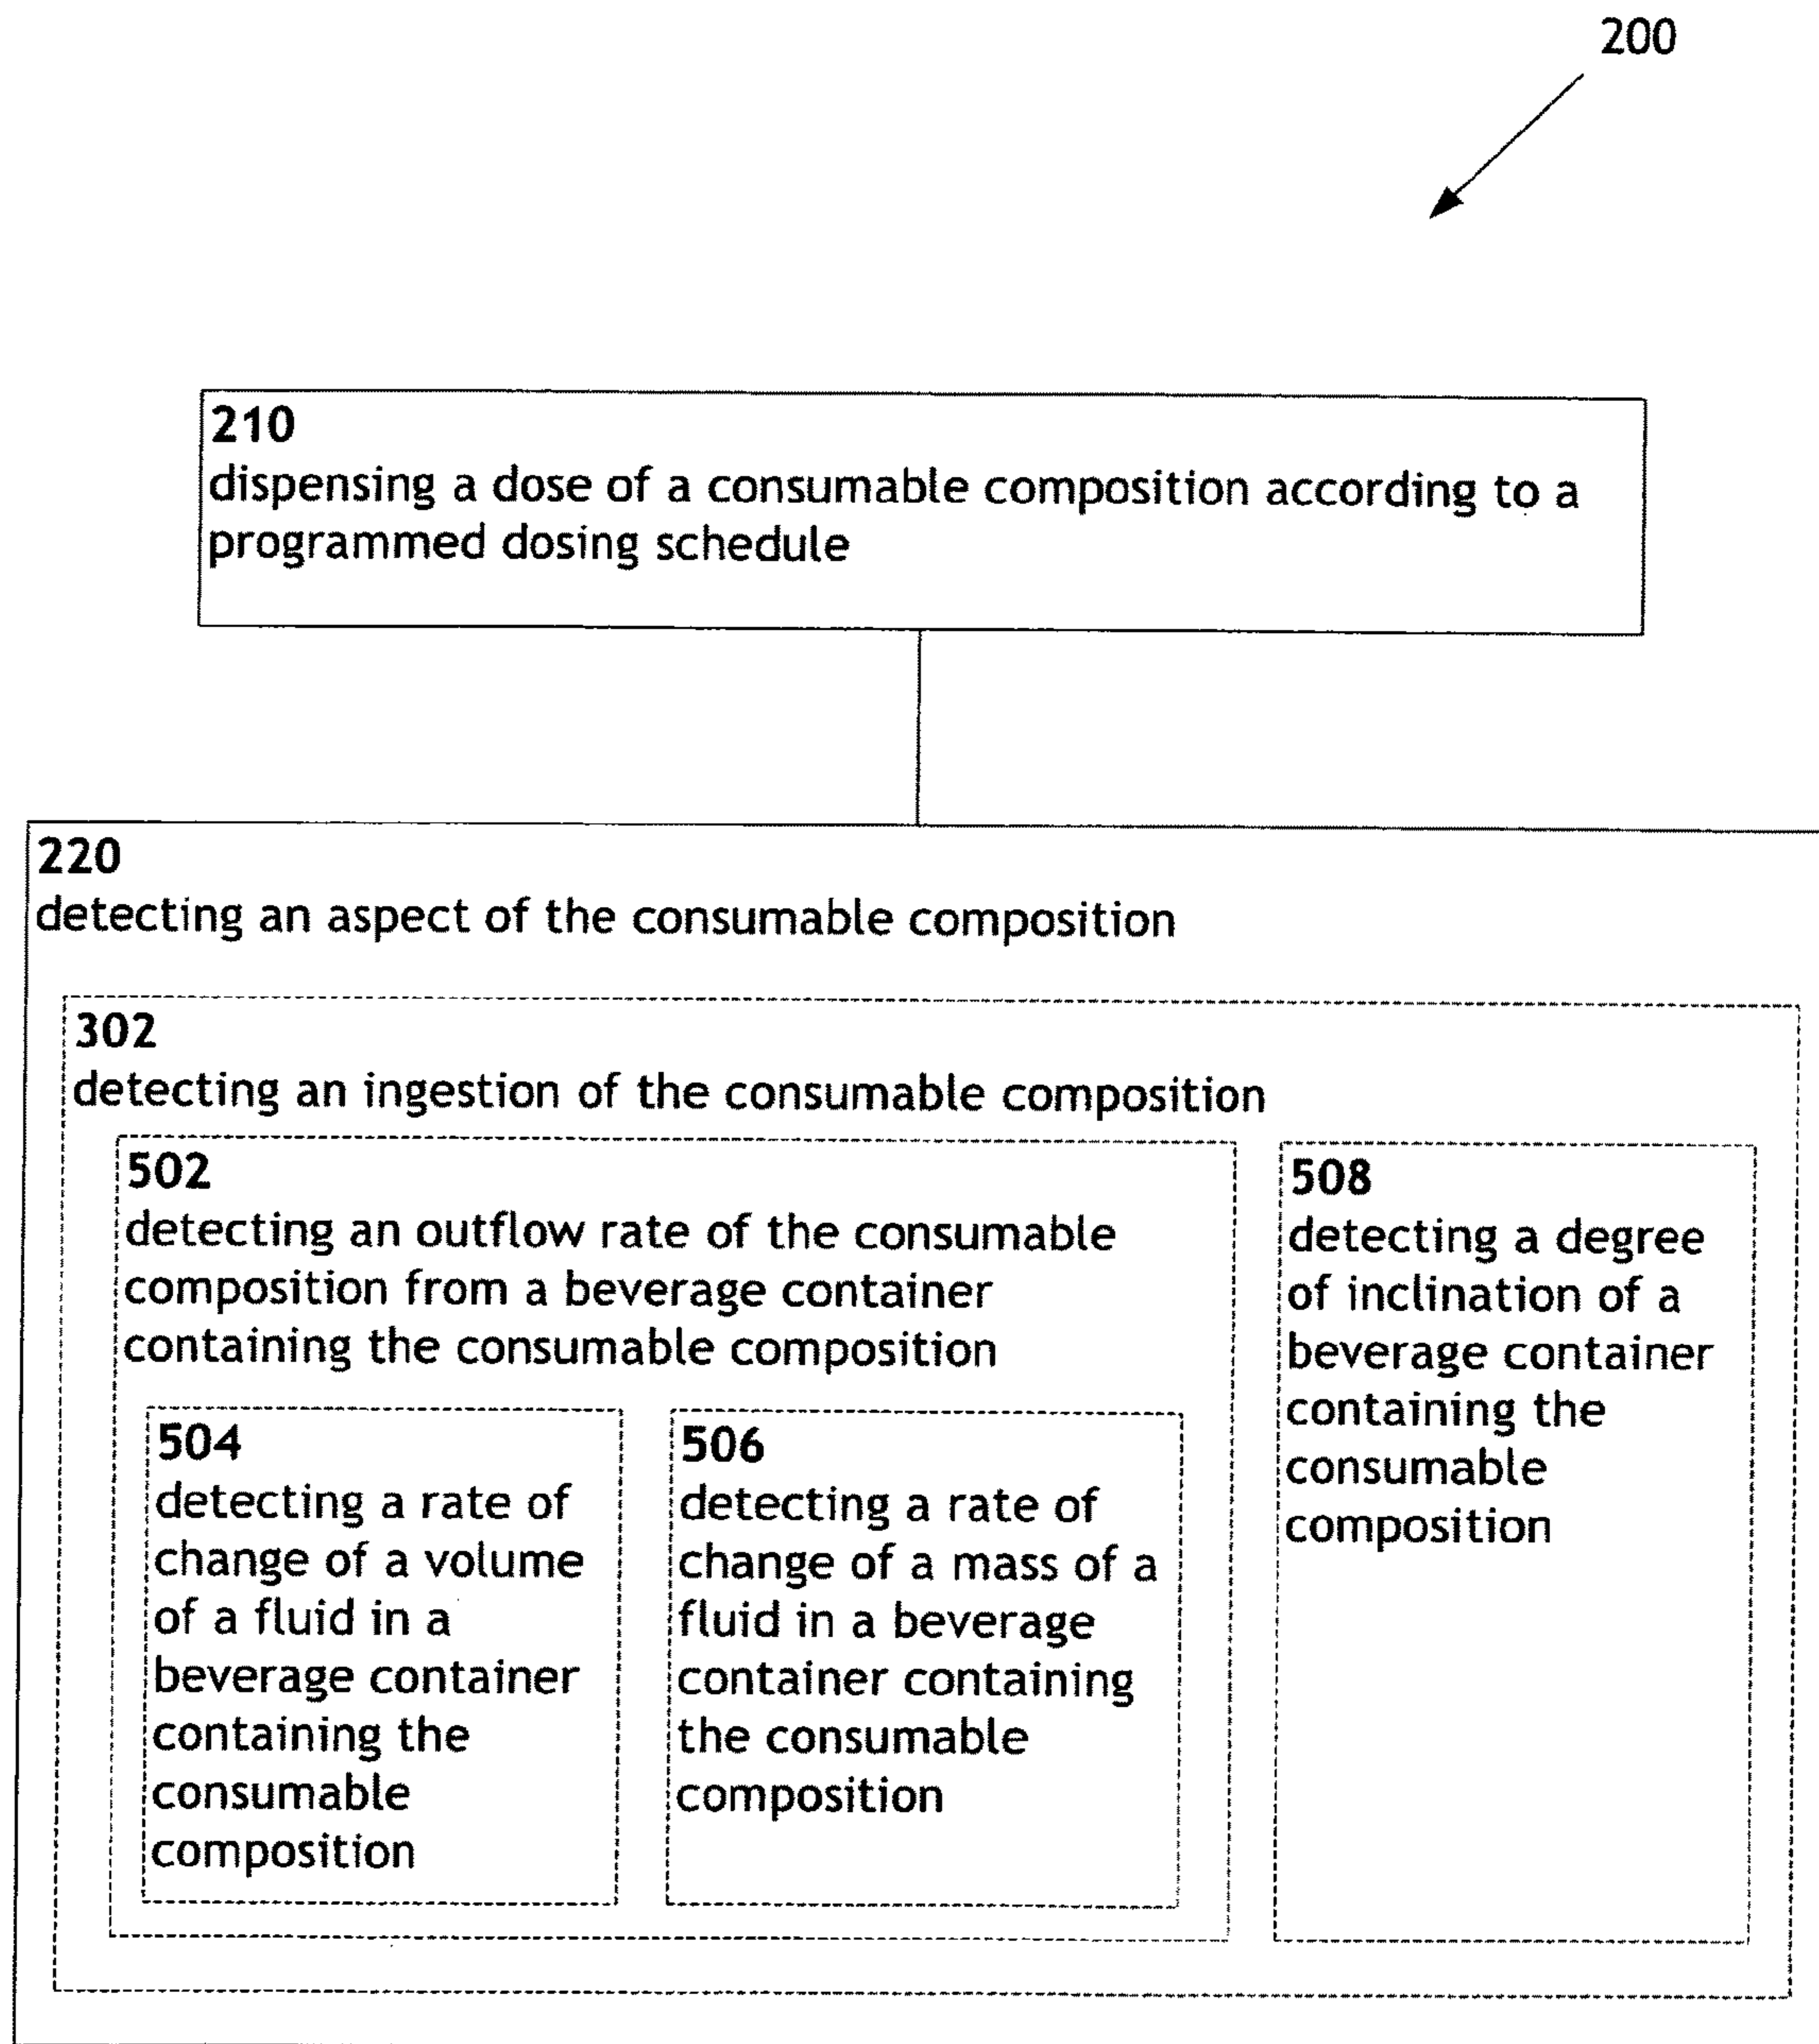 200
210
dispensing a dose of a consumable composition according to a
programmed dosing schedule
220
detecting an aspect of the consumable composition
302
detecting an ingestion of the consumable composition
502
detecting an outflow rate of the consumable
composition from a beverage container
containing the consumable composition
504
detecting a rate of
change of a volume
of a fluid in a
beverage container
containing the
consumable
composition
506
detecting a rate of
change of a mass of a
fluid in a beverage
container containing
the consumable
composition
508
detecting a degree
of inclination of a
beverage container
containing the
consumable
composition